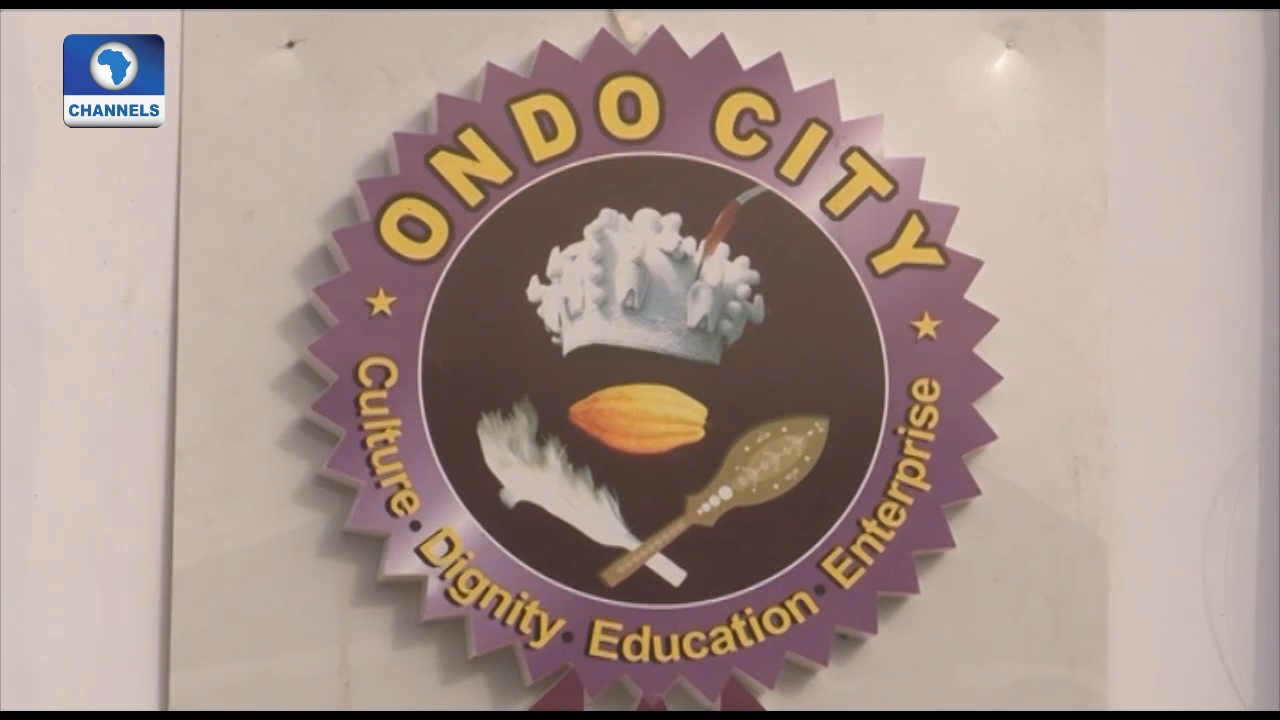 CHANNELS
ONDO CITY
Culture • Dignity • Education • Enterprise